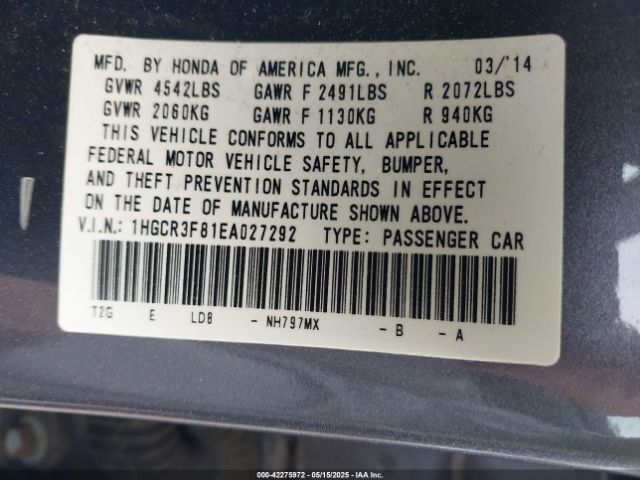 MFD. BY HONDA OF AMERICA MFG., INC. 03/'14
GVWR 4542LBS GAWR F 2491LBS R 2072LBS
GVWR 2060KG GAWR F 1130KG R 940KG
THIS VEHICLE CONFORMS TO ALL APPLICABLE
FEDERAL MOTOR VEHICLE SAFETY, BUMPER,
AND THEFT PREVENTION STANDARDS IN EFFECT
ON THE DATE OF MANUFACTURE SHOWN ABOVE.
V.I.N.: 1HGCR3F81EA027292 TYPE: PASSENGER CAR
T2G E LD8 - NH797MX - B - A
000-42275972 05/15/2025 IAA Inc.